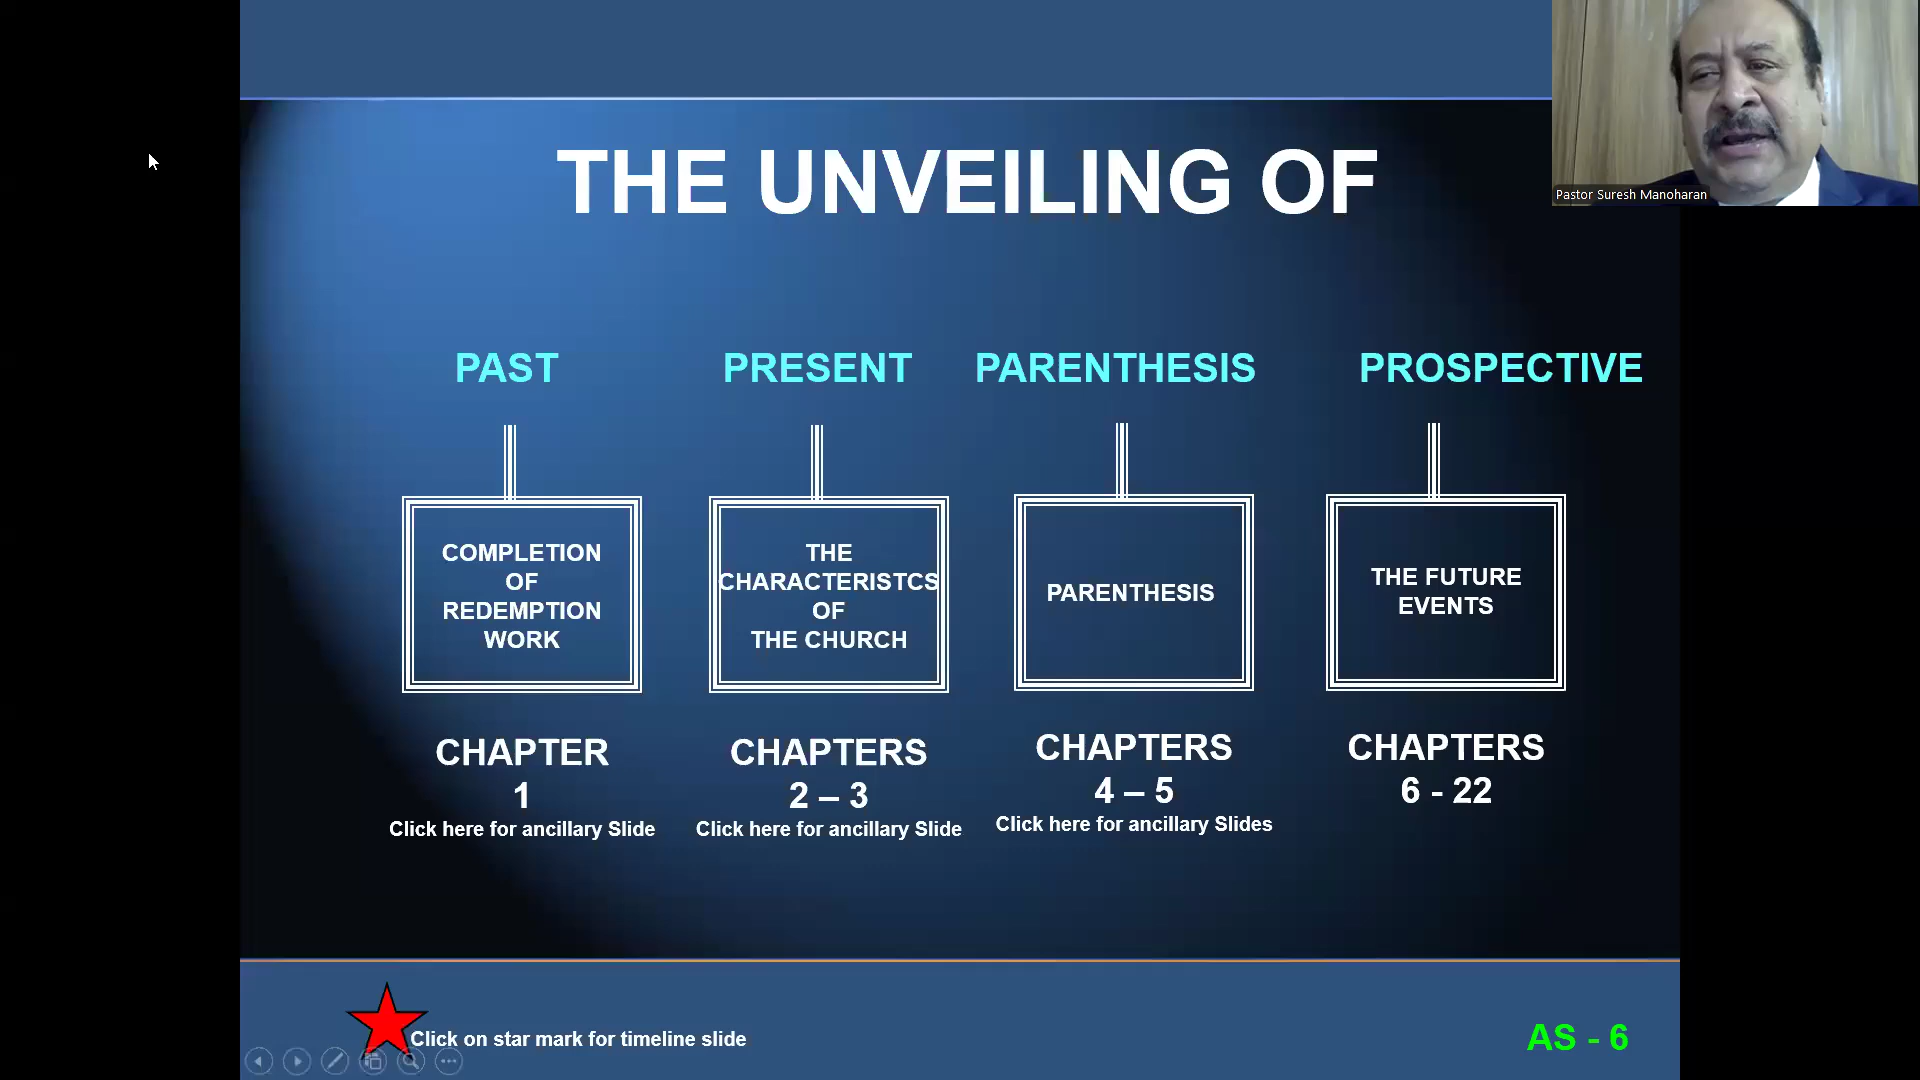 THE UNVEILING OF
Pastor Suresh Manoharan
PAST
PRESENT
PARENTHESIS
PROSPECTIVE
COMPLETION
OF
REDEMPTION
WORK
THE
CHARACTERISTCS
OF
THE CHURCH
PARENTHESIS
THE FUTURE
EVENTS
CHAPTER
1
Click here for ancillary Slide
CHAPTERS
2 – 3
Click here for ancillary Slide
CHAPTERS
4 – 5
Click here for ancillary Slides
CHAPTERS
6 - 22
Click on star mark for timeline slide
AS - 6